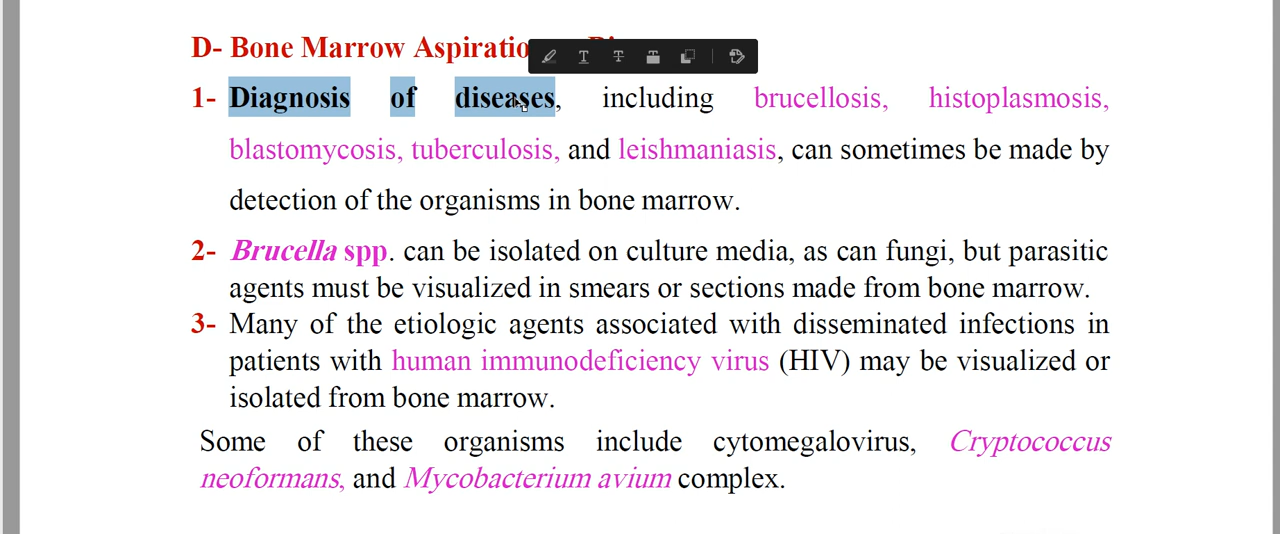 D- Bone Marrow Aspiratio
1- Diagnosis of diseases, including brucellosis, histoplasmosis,
blastomycosis, tuberculosis, and leishmaniasis, can sometimes be made by
detection of the organisms in bone marrow.
2- Brucella spp. can be isolated on culture media, as can fungi, but parasitic
agents must be visualized in smears or sections made from bone marrow.
3- Many of the etiologic agents associated with disseminated infections in
patients with human immunodeficiency virus (HIV) may be visualized or
isolated from bone marrow.
Some of these organisms include cytomegalovirus, Cryptococcus
neoformans, and Mycobacterium avium complex.